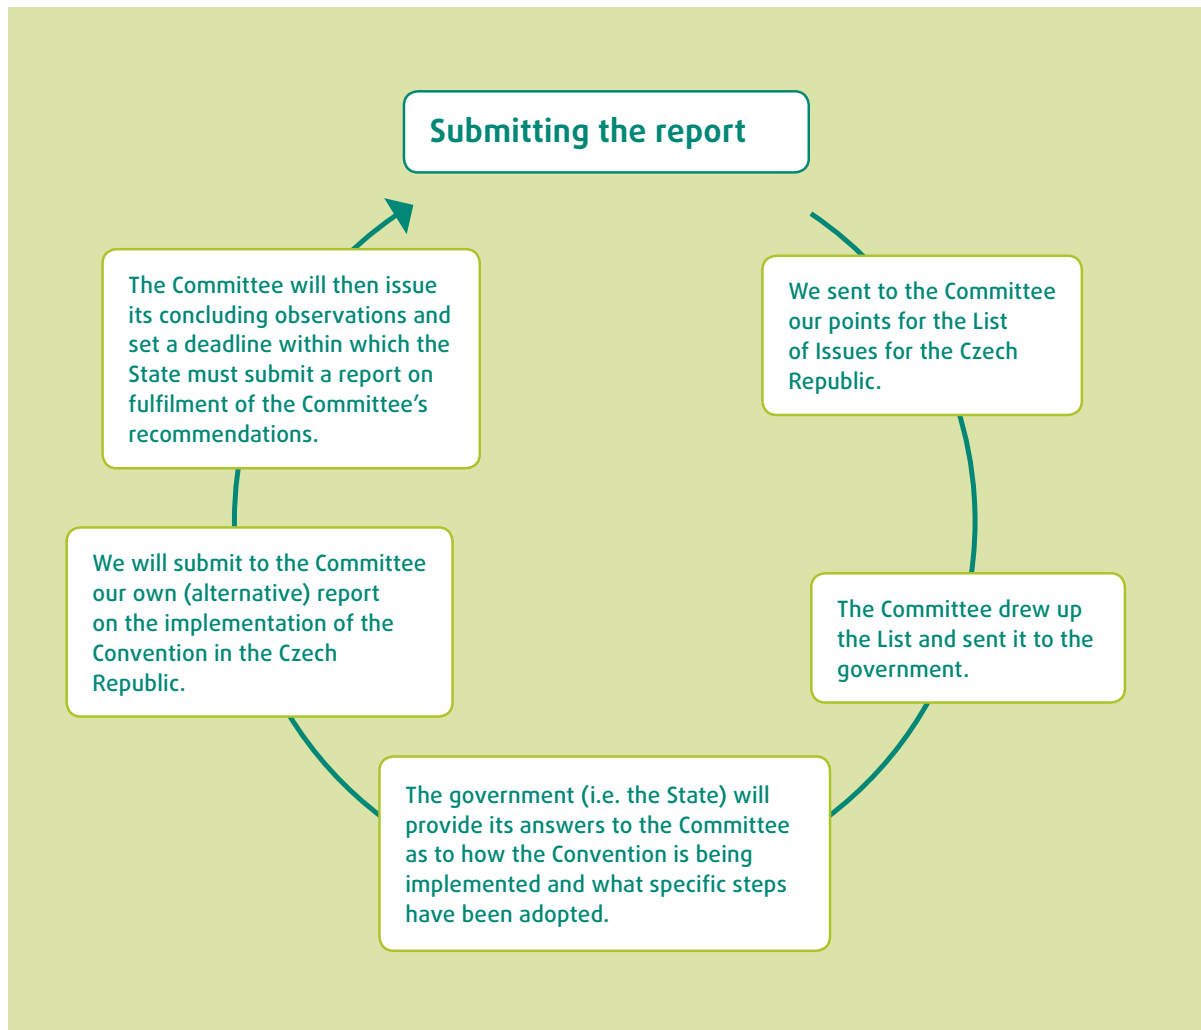 Submitting the report
We sent to the Committee
our points for the List
of Issues for the Czech
Republic.
The Committee drew up
the List and sent it to the
government.
The government (i.e. the State) will
provide its answers to the Committee
as to how the Convention is being
implemented and what specific steps
have been adopted.
We will submit to the Committee
our own (alternative) report
on the implementation of the
Convention in the Czech
Republic.
The Committee will then issue
its concluding observations and
set a deadline within which the
State must submit a report on
fulfilment of the Committee’s
recommendations.